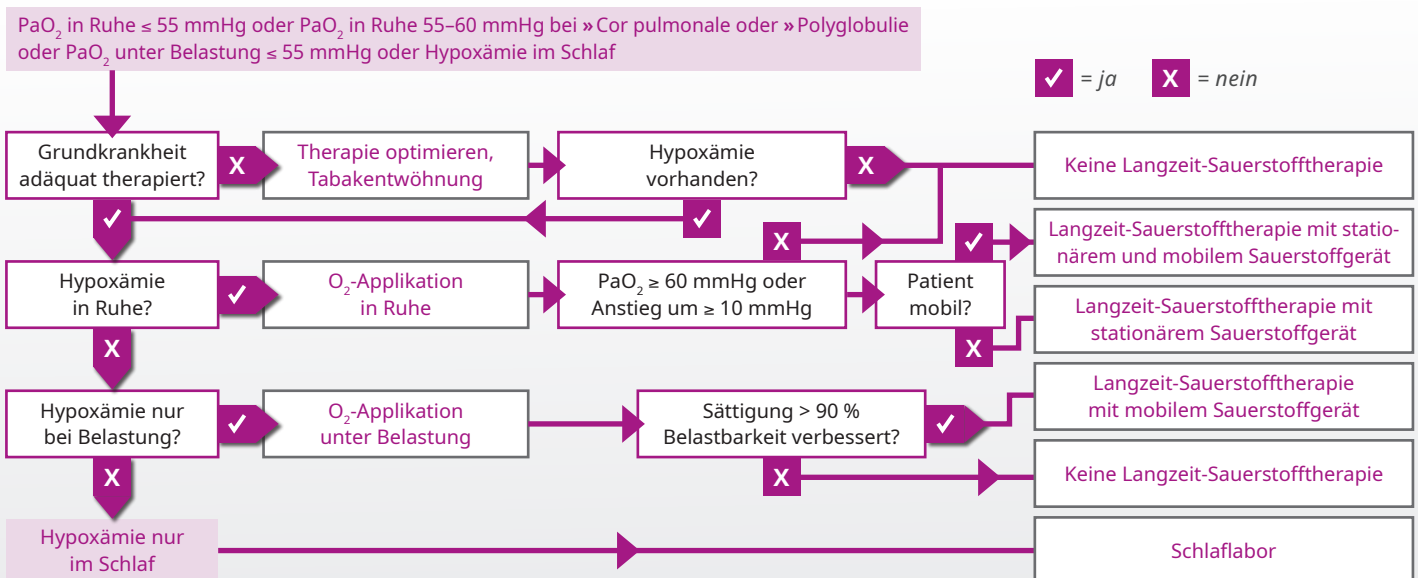 PaO₂ in Ruhe ≤ 55 mmHg oder PaO₂ in Ruhe 55–60 mmHg bei » Cor pulmonale oder » Polyglobulie
oder PaO₂ unter Belastung ≤ 55 mmHg oder Hypoxämie im Schlaf
= ja
X = nein
Grundkrankheit
adäquat therapiert?
X
Therapie optimieren,
Tabakentwöhnung
Hypoxämie
vorhanden?
X
Keine Langzeit-Sauerstofftherapie
Langzeit-Sauerstofftherapie mit statio-
närem und mobilem Sauerstoffgerät
Hypoxämie
in Ruhe?
O₂-Applikation
in Ruhe
X
PaO₂ ≥ 60 mmHg oder
Anstieg um ≥ 10 mmHg
Patient
mobil?
X
Langzeit-Sauerstofftherapie mit
stationärem Sauerstoffgerät
X
Hypoxämie nur
bei Belastung?
O₂-Applikation
unter Belastung
Sättigung > 90 %
Belastbarkeit verbessert?
Langzeit-Sauerstofftherapie
mit mobilem Sauerstoffgerät
X
Keine Langzeit-Sauerstofftherapie
X
Hypoxämie nur
im Schlaf
Schlaflabor